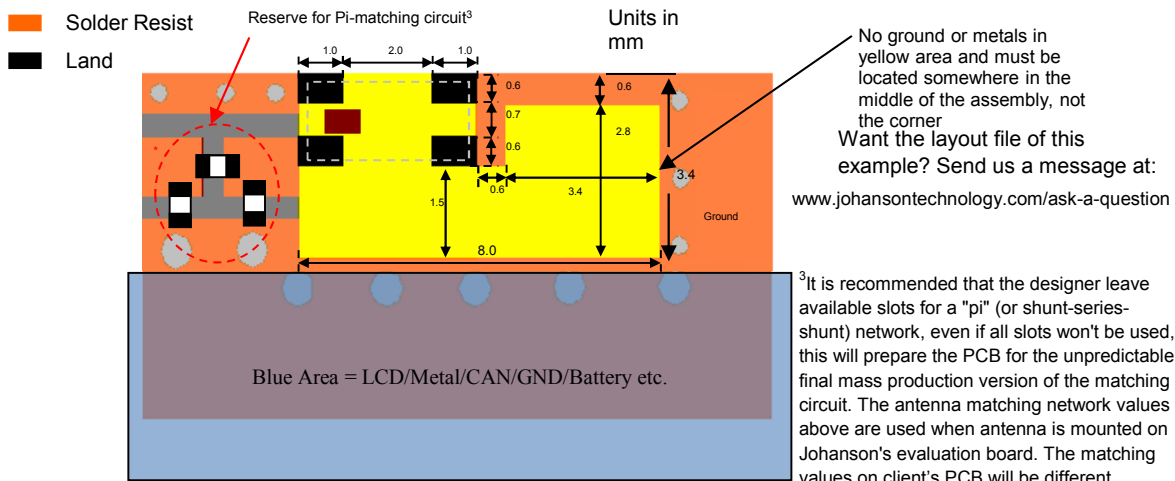 Solder Resist
Land
Reserve for Pi-matching circuit3
Units in
mm
1.0
2.0
1.0
0.6
0.7
0.6
0.6
2.8
0.6
3.4
1.5
8.0
3.4
Ground
No ground or metals in
yellow area and must be
located somewhere in the
middle of the assembly, not
the corner
Want the layout file of this
example? Send us a message at:
www.johansontechnology.com/ask-a-question
Blue Area = LCD/Metal/CAN/GND/Battery etc.
3It is recommended that the designer leave
available slots for a "pi" (or shunt-series-
shunt) network, even if all slots won't be used,
this will prepare the PCB for the unpredictable
final mass production version of the matching
circuit. The antenna matching network values
above are used when antenna is mounted on
Johanson's evaluation board. The matching
values on client's PCB will be different